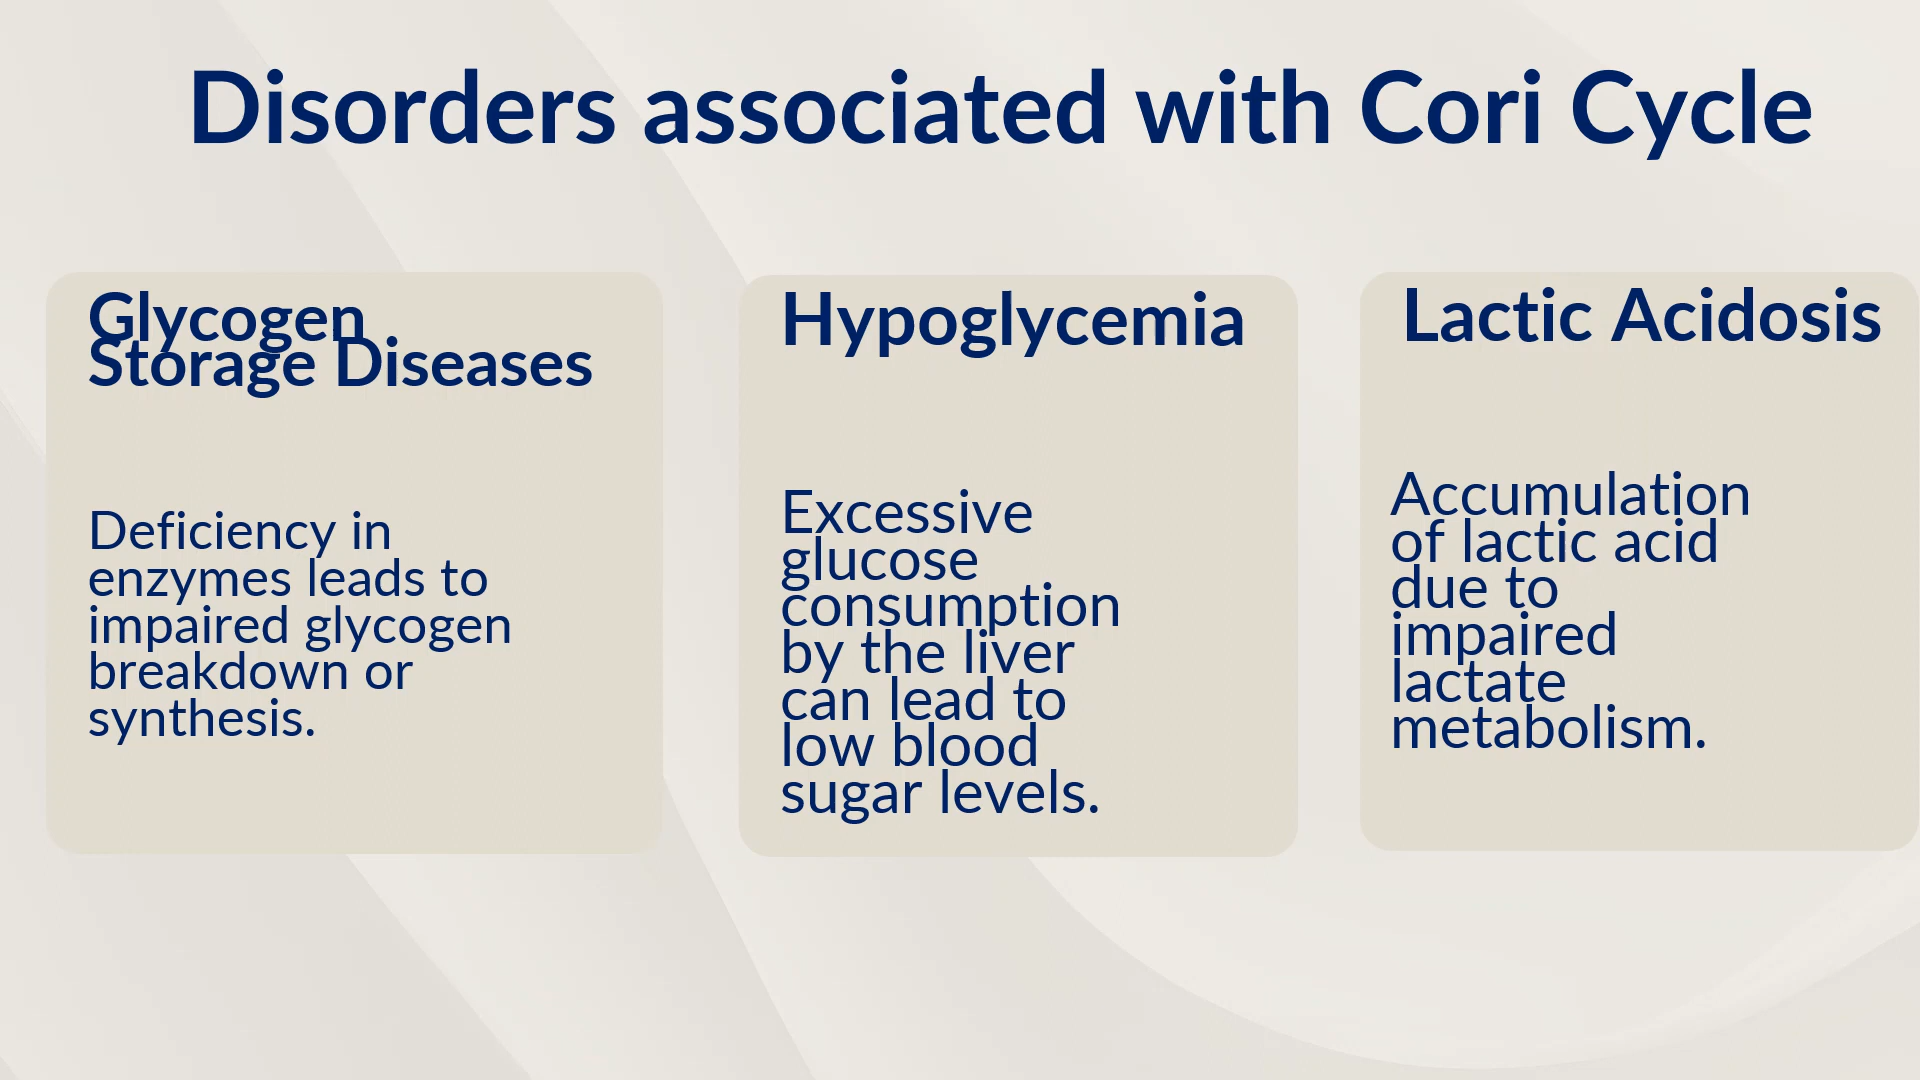 Disorders associated with Cori Cycle
Glycogen
Storage Diseases
Deficiency in
enzymes leads to
impaired glycogen
breakdown or
synthesis.
Hypoglycemia
Excessive
glucose
consumption
by the liver
can lead to
low blood
sugar levels.
Lactic Acidosis
Accumulation
of lactic acid
due to
impaired
lactate
metabolism.